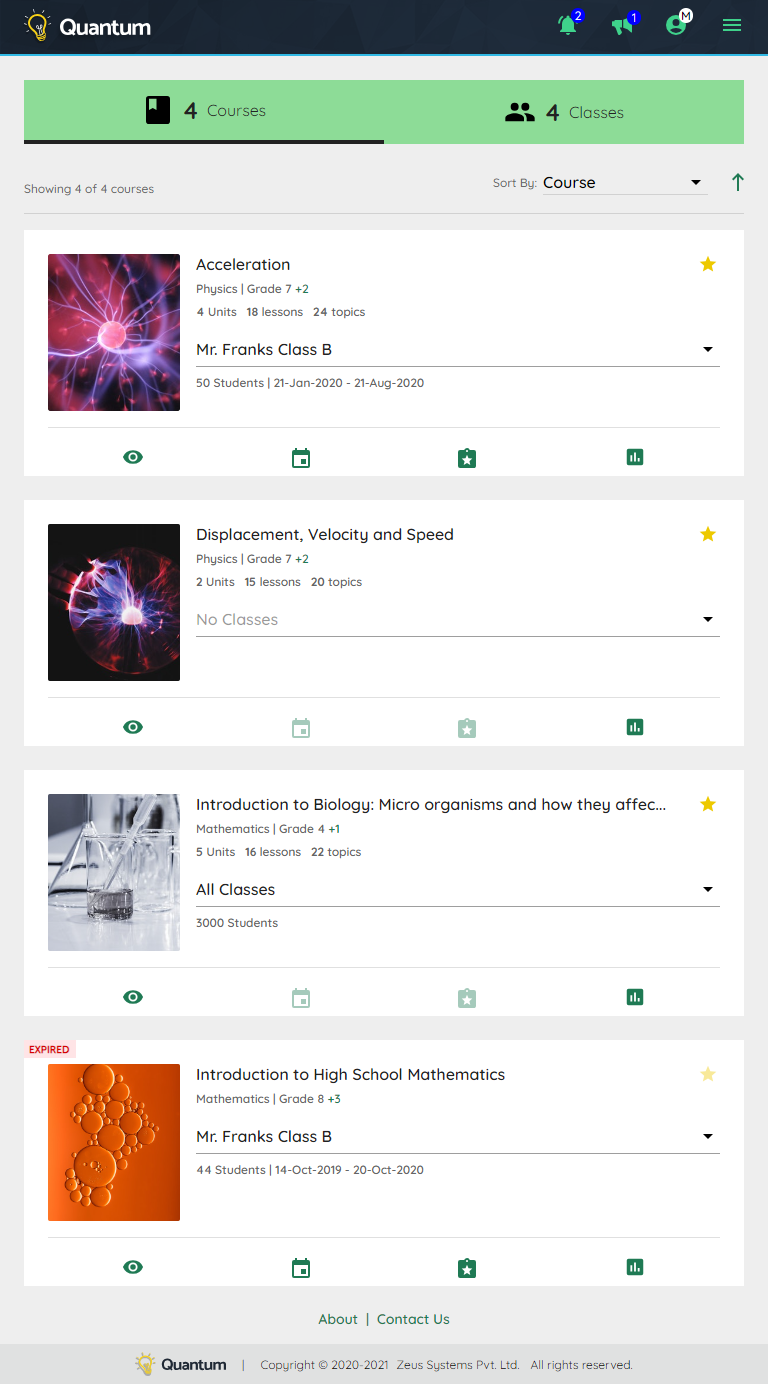 Quantum
2
1
M
4 Courses
4 Classes
Showing 4 of 4 courses
Sort By: Course
Acceleration
Physics | Grade 7 +2
4 Units 18 lessons 24 topics
Mr. Franks Class B
50 Students | 21-Jan-2020 - 21-Aug-2020
Displacement, Velocity and Speed
Physics | Grade 7 +2
2 Units 15 lessons 20 topics
No Classes
Introduction to Biology: Micro organisms and how they affec...
Mathematics | Grade 4 +1
5 Units 16 lessons 22 topics
All Classes
3000 Students
EXPIRED
Introduction to High School Mathematics
Mathematics | Grade 8 +3
Mr. Franks Class B
44 Students | 14-Oct-2019 - 20-Oct-2020
About | Contact Us
Quantum | Copyright © 2020-2021 Zeus Systems Pvt. Ltd. All rights reserved.